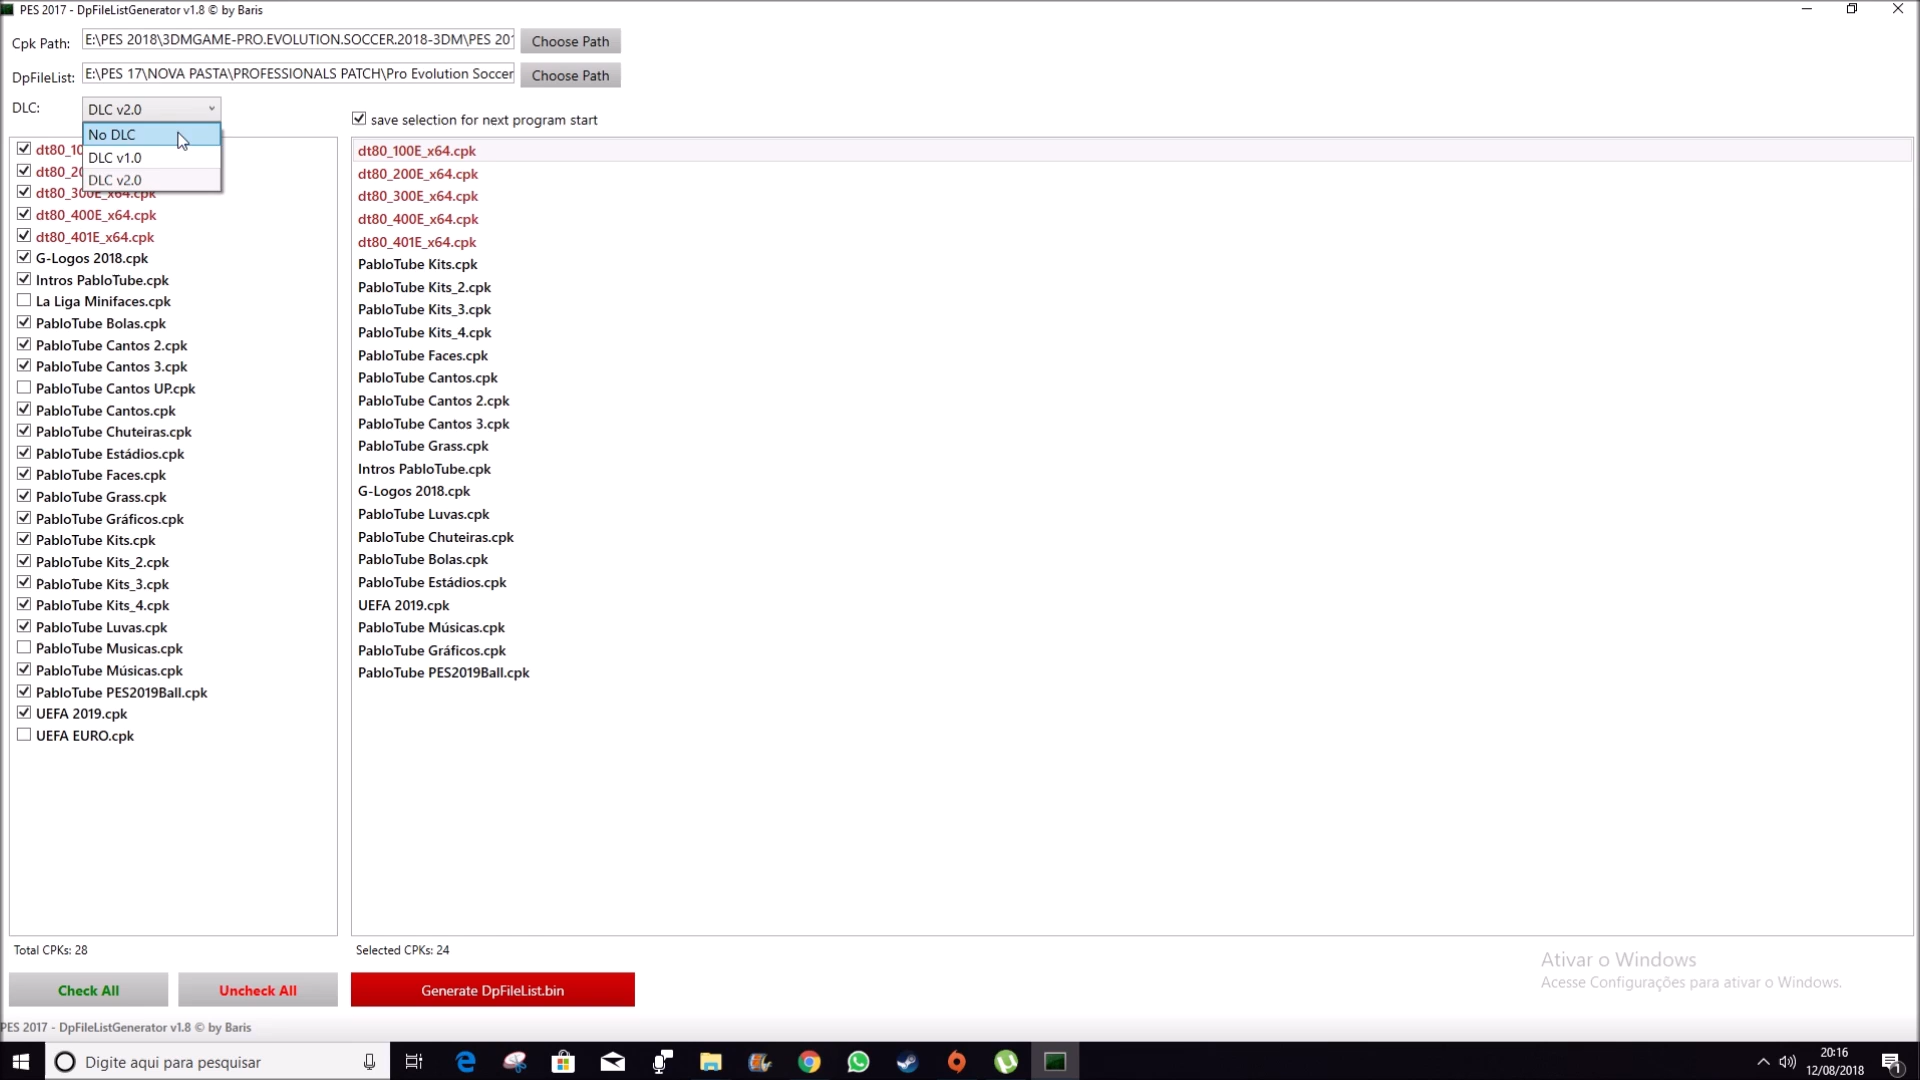 PES 2017 - DpFileListGenerator v1.8 © by Baris
Cpk Path:
E:\PES 2018\3DMGAME-PRO.EVOLUTION.SOCCER.2018-3DM\PES 20
Choose Path
DpFileList:
E:\PES 17\NOVA PASTA\PROFESSIONALS PATCH\Pro Evolution Soccer
Choose Path
DLC:
DLC v2.0
No DLC
DLC v1.0
DLC v2.0
save selection for next program start
dt80_10
dt80_20
dt80_300E_x64.cpk
dt80_400E_x64.cpk
dt80_401E_x64.cpk
G-Logos 2018.cpk
Intros PabloTube.cpk
La Liga Minifaces.cpk
PabloTube Bolas.cpk
PabloTube Cantos 2.cpk
PabloTube Cantos 3.cpk
PabloTube Cantos UP.cpk
PabloTube Cantos.cpk
PabloTube Chuteiras.cpk
PabloTube Estádios.cpk
PabloTube Faces.cpk
PabloTube Grass.cpk
PabloTube Gráficos.cpk
PabloTube Kits.cpk
PabloTube Kits_2.cpk
PabloTube Kits_3.cpk
PabloTube Kits_4.cpk
PabloTube Luvas.cpk
PabloTube Musicas.cpk
PabloTube Músicas.cpk
PabloTube PES2019Ball.cpk
UEFA 2019.cpk
UEFA EURO.cpk
dt80_100E_x64.cpk
dt80_200E_x64.cpk
dt80_300E_x64.cpk
dt80_400E_x64.cpk
dt80_401E_x64.cpk
PabloTube Kits.cpk
PabloTube Kits_2.cpk
PabloTube Kits_3.cpk
PabloTube Kits_4.cpk
PabloTube Faces.cpk
PabloTube Cantos.cpk
PabloTube Cantos 2.cpk
PabloTube Cantos 3.cpk
PabloTube Grass.cpk
Intros PabloTube.cpk
G-Logos 2018.cpk
PabloTube Luvas.cpk
PabloTube Chuteiras.cpk
PabloTube Bolas.cpk
PabloTube Estádios.cpk
UEFA 2019.cpk
PabloTube Músicas.cpk
PabloTube Gráficos.cpk
PabloTube PES2019Ball.cpk
Total CPKs: 28
Selected CPKs: 24
Check All
Uncheck All
Generate DpFileList.bin
Ativar o Windows
Acesse Configurações para ativar o Windows.
PES 2017 - DpFileListGenerator v1.8 © by Baris
Digite aqui para pesquisar
20:16
12/08/2018
1